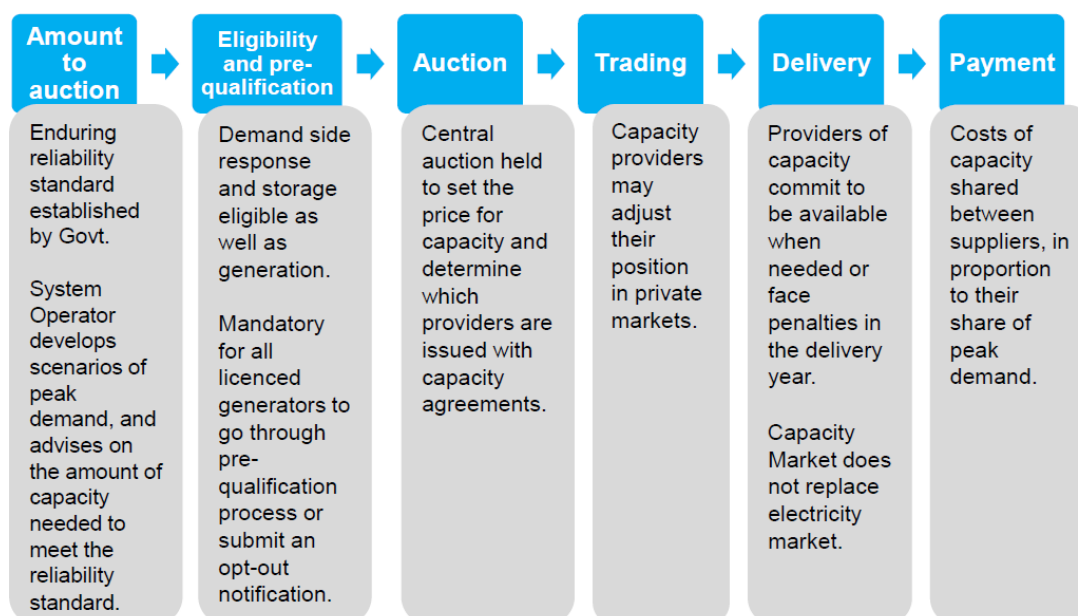 Amount
to
auction
Enduring
reliability
standard
established
by Govt.
System
Operator
develops
scenarios of
peak
demand, and
advises on
the amount of
capacity
needed to
meet the
reliability
standard.
Eligibility
and pre-
qualification
Demand side
response
and storage
eligible as
well as
generation.
Mandatory
for all
licenced
generators to
go through
pre-
qualification
process or
submit an
opt-out
notification.
Auction
Central
auction held
to set the
price for
capacity and
determine
which
providers are
issued with
capacity
agreements.
Trading
Capacity
providers
may
adjust
their
position
in private
markets.
Delivery
Providers of
capacity
commit to
be available
when
needed or
face
penalties in
the delivery
year.
Capacity
Market does
not replace
electricity
market.
Payment
Costs of
capacity
shared
between
suppliers, in
proportion
to their
share of
peak
demand.